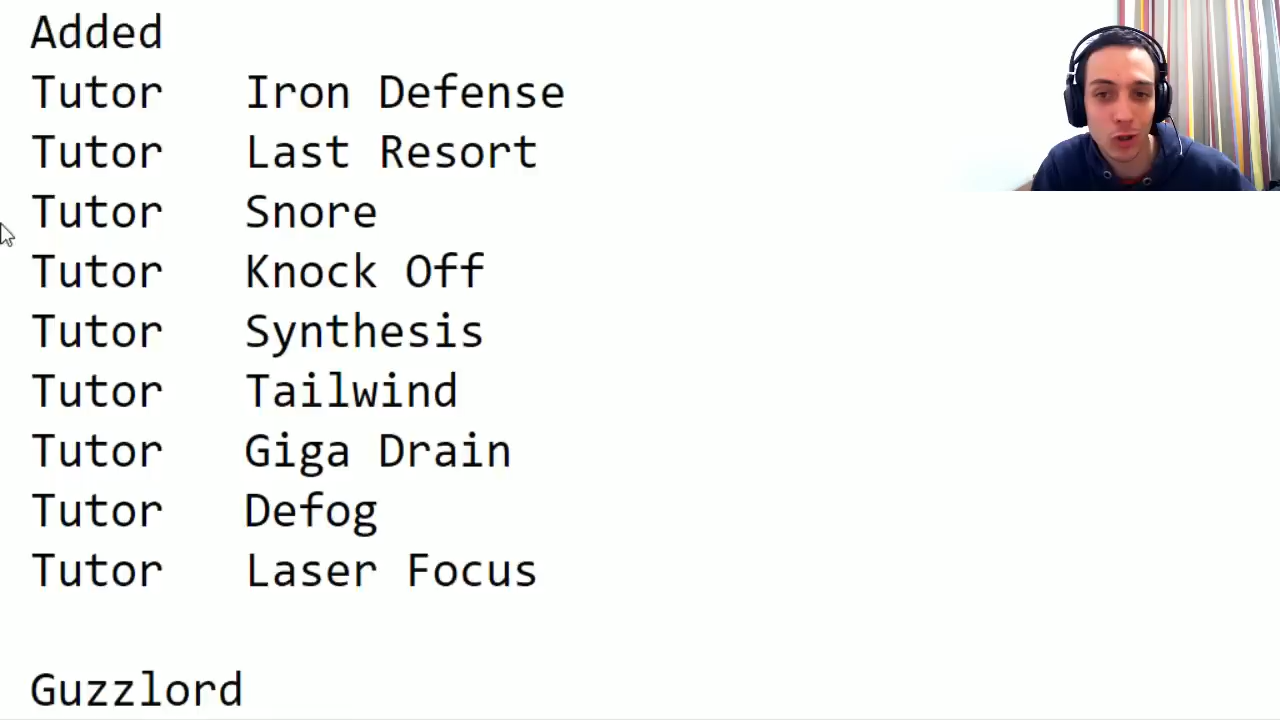 Added
Tutor Iron Defense
Tutor Last Resort
Tutor Snore
Tutor Knock Off
Tutor Synthesis
Tutor Tailwind
Tutor Giga Drain
Tutor Defog
Tutor Laser Focus
Guzzlord